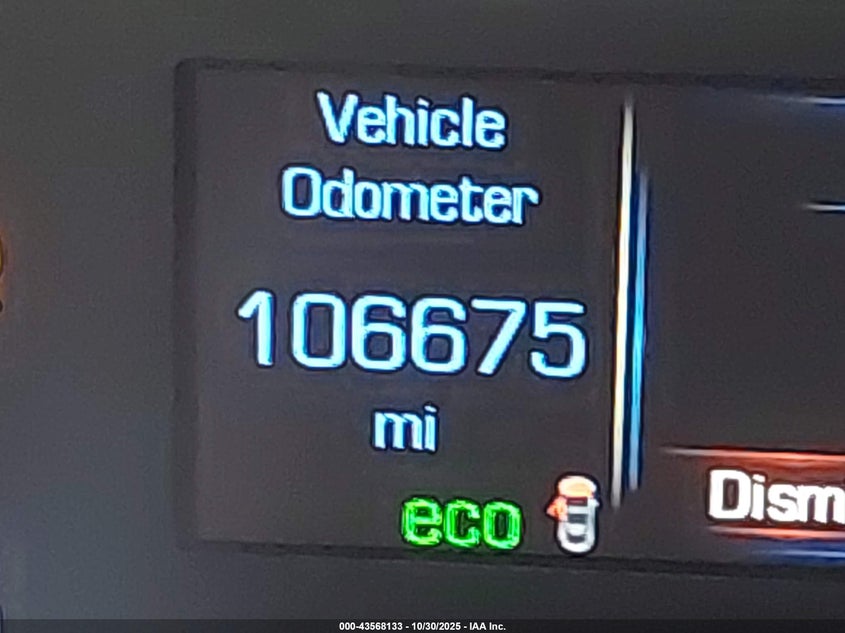 Vehicle
Odometer
106675
mi
eco
Dism
000-43568133 - 10/30/2025 - IAA Inc.